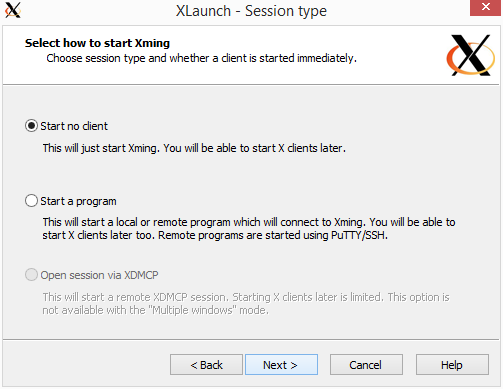 XLaunch - Session type
Select how to start Xming
Choose session type and whether a client is started immediately.
Start no client
This will just start Xming. You will be able to start X clients later.
Start a program
This will start a local or remote program which will connect to Xming. You will be able to
start X clients later too. Remote programs are started using PuTTY/SSH.
Open session via XDMCP
This will start a remote XDMCP session. Starting X clients later is limited. This option is
not available with the "Multiple windows" mode.
< Back
Next >
Cancel
Help